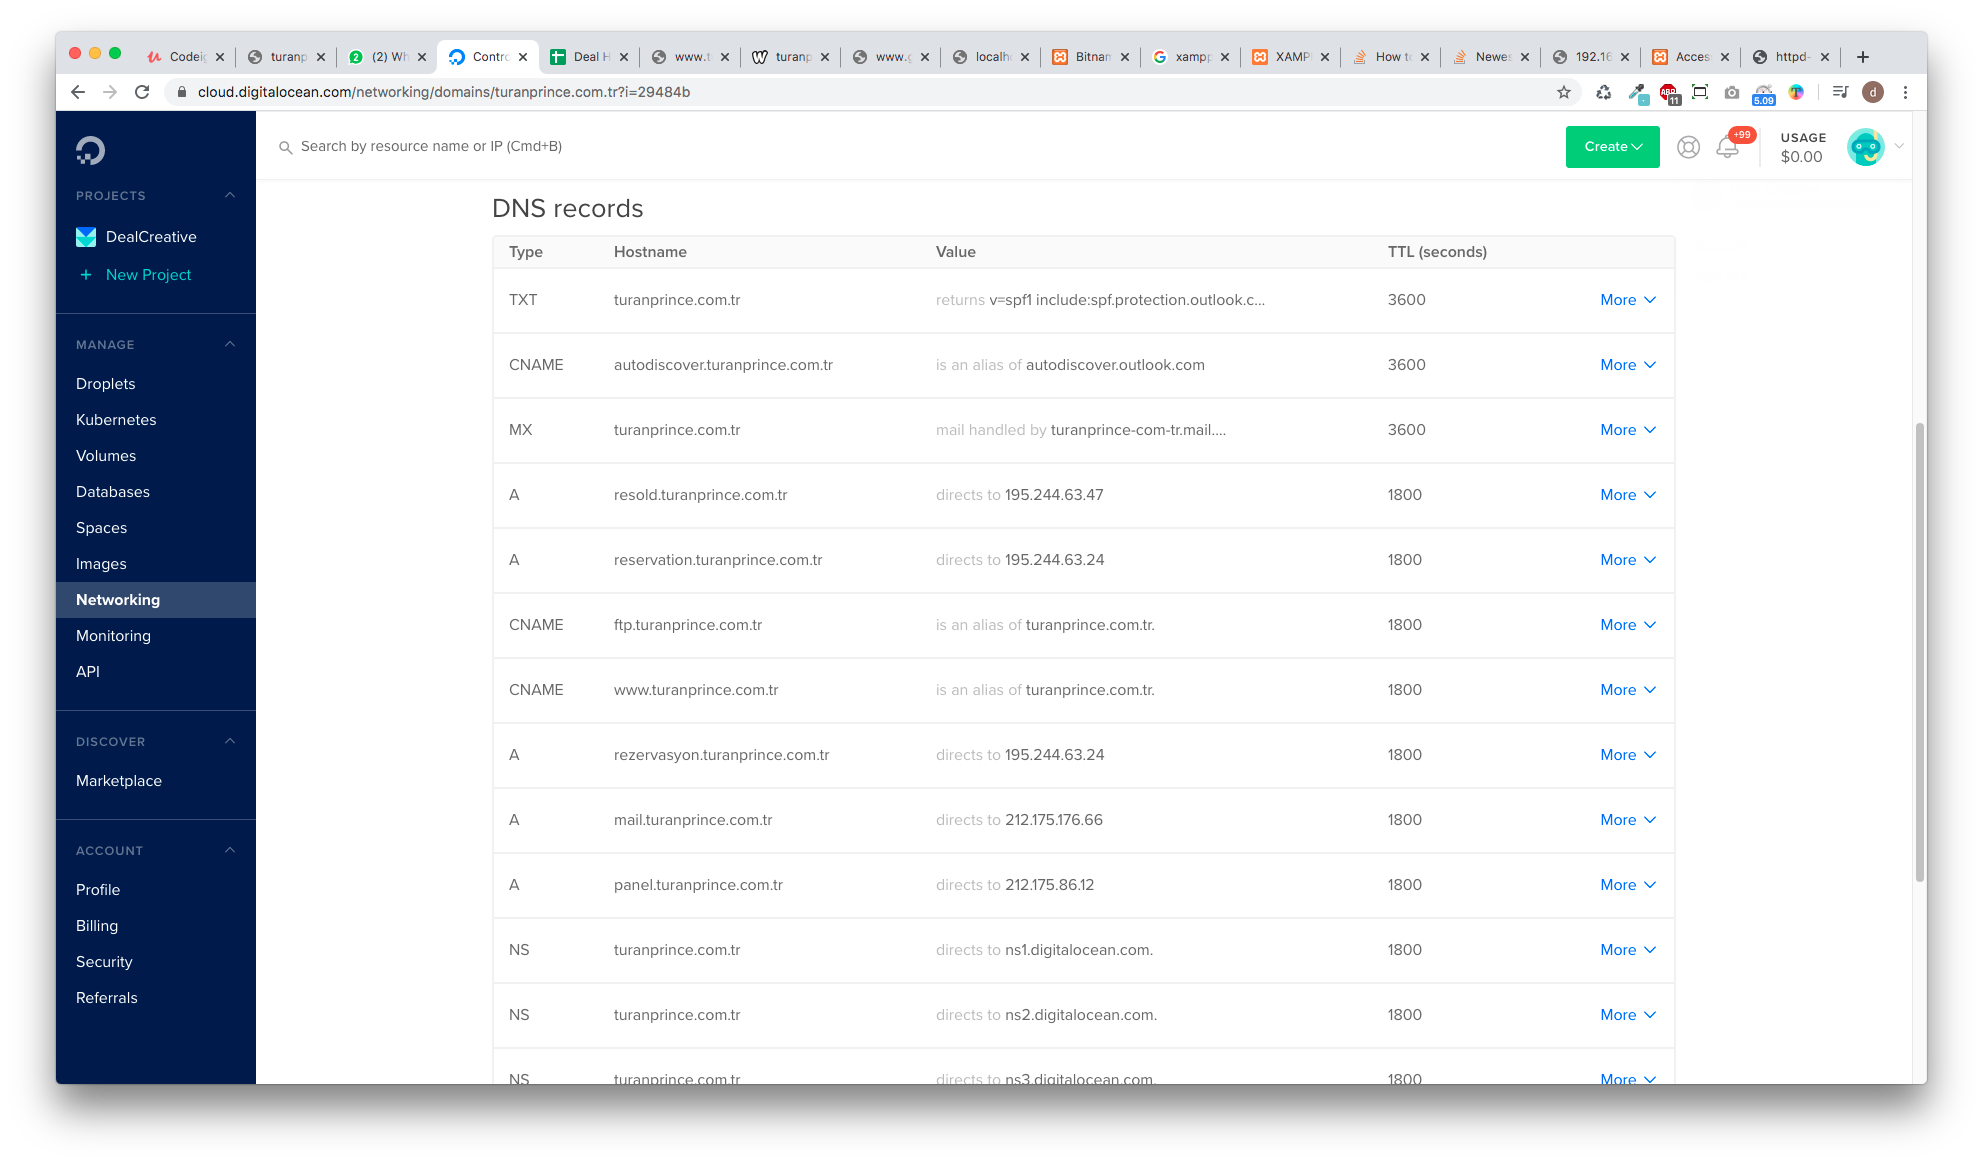 Codeig
turanp
(2) Wh
Contro
Deal H
www.t
turanp
www.g
localh
Bitnam
xampp
XAMPP
How to
Newes
192.16
Acces
httpd-
cloud.digitalocean.com/networking/domains/turanprince.com.tr?i=29484b
ABP
11
5.09
d
Search by resource name or IP (Cmd+B)
Create
+99
USAGE
$0.00
PROJECTS
DealCreative
+ New Project
MANAGE
Droplets
Kubernetes
Volumes
Databases
Spaces
Images
Networking
Monitoring
API
DISCOVER
Marketplace
ACCOUNT
Profile
Billing
Security
Referrals
DNS records
Type Hostname Value TTL (seconds)
TXT turanprince.com.tr returns v=spf1 include:spf.protection.outlook.c... 3600 More
CNAME autodiscover.turanprince.com.tr is an alias of autodiscover.outlook.com 3600 More
MX turanprince.com.tr mail handled by turanprince-com-tr.mail.... 3600 More
A resold.turanprince.com.tr directs to 195.244.63.47 1800 More
A reservation.turanprince.com.tr directs to 195.244.63.24 1800 More
CNAME ftp.turanprince.com.tr is an alias of turanprince.com.tr. 1800 More
CNAME www.turanprince.com.tr is an alias of turanprince.com.tr. 1800 More
A rezervasyon.turanprince.com.tr directs to 195.244.63.24 1800 More
A mail.turanprince.com.tr directs to 212.175.176.66 1800 More
A panel.turanprince.com.tr directs to 212.175.86.12 1800 More
NS turanprince.com.tr directs to ns1.digitalocean.com. 1800 More
NS turanprince.com.tr directs to ns2.digitalocean.com. 1800 More
NS turanprince.com.tr directs to ns3.digitalocean.com. 1800 More